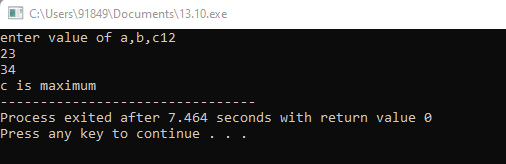 C:\Users\91849\Documents\13.10.exe
enter value of a,b,c12
23
34
c is maximum
--------------------------------
Process exited after 7.464 seconds with return value 0
Press any key to continue . . .